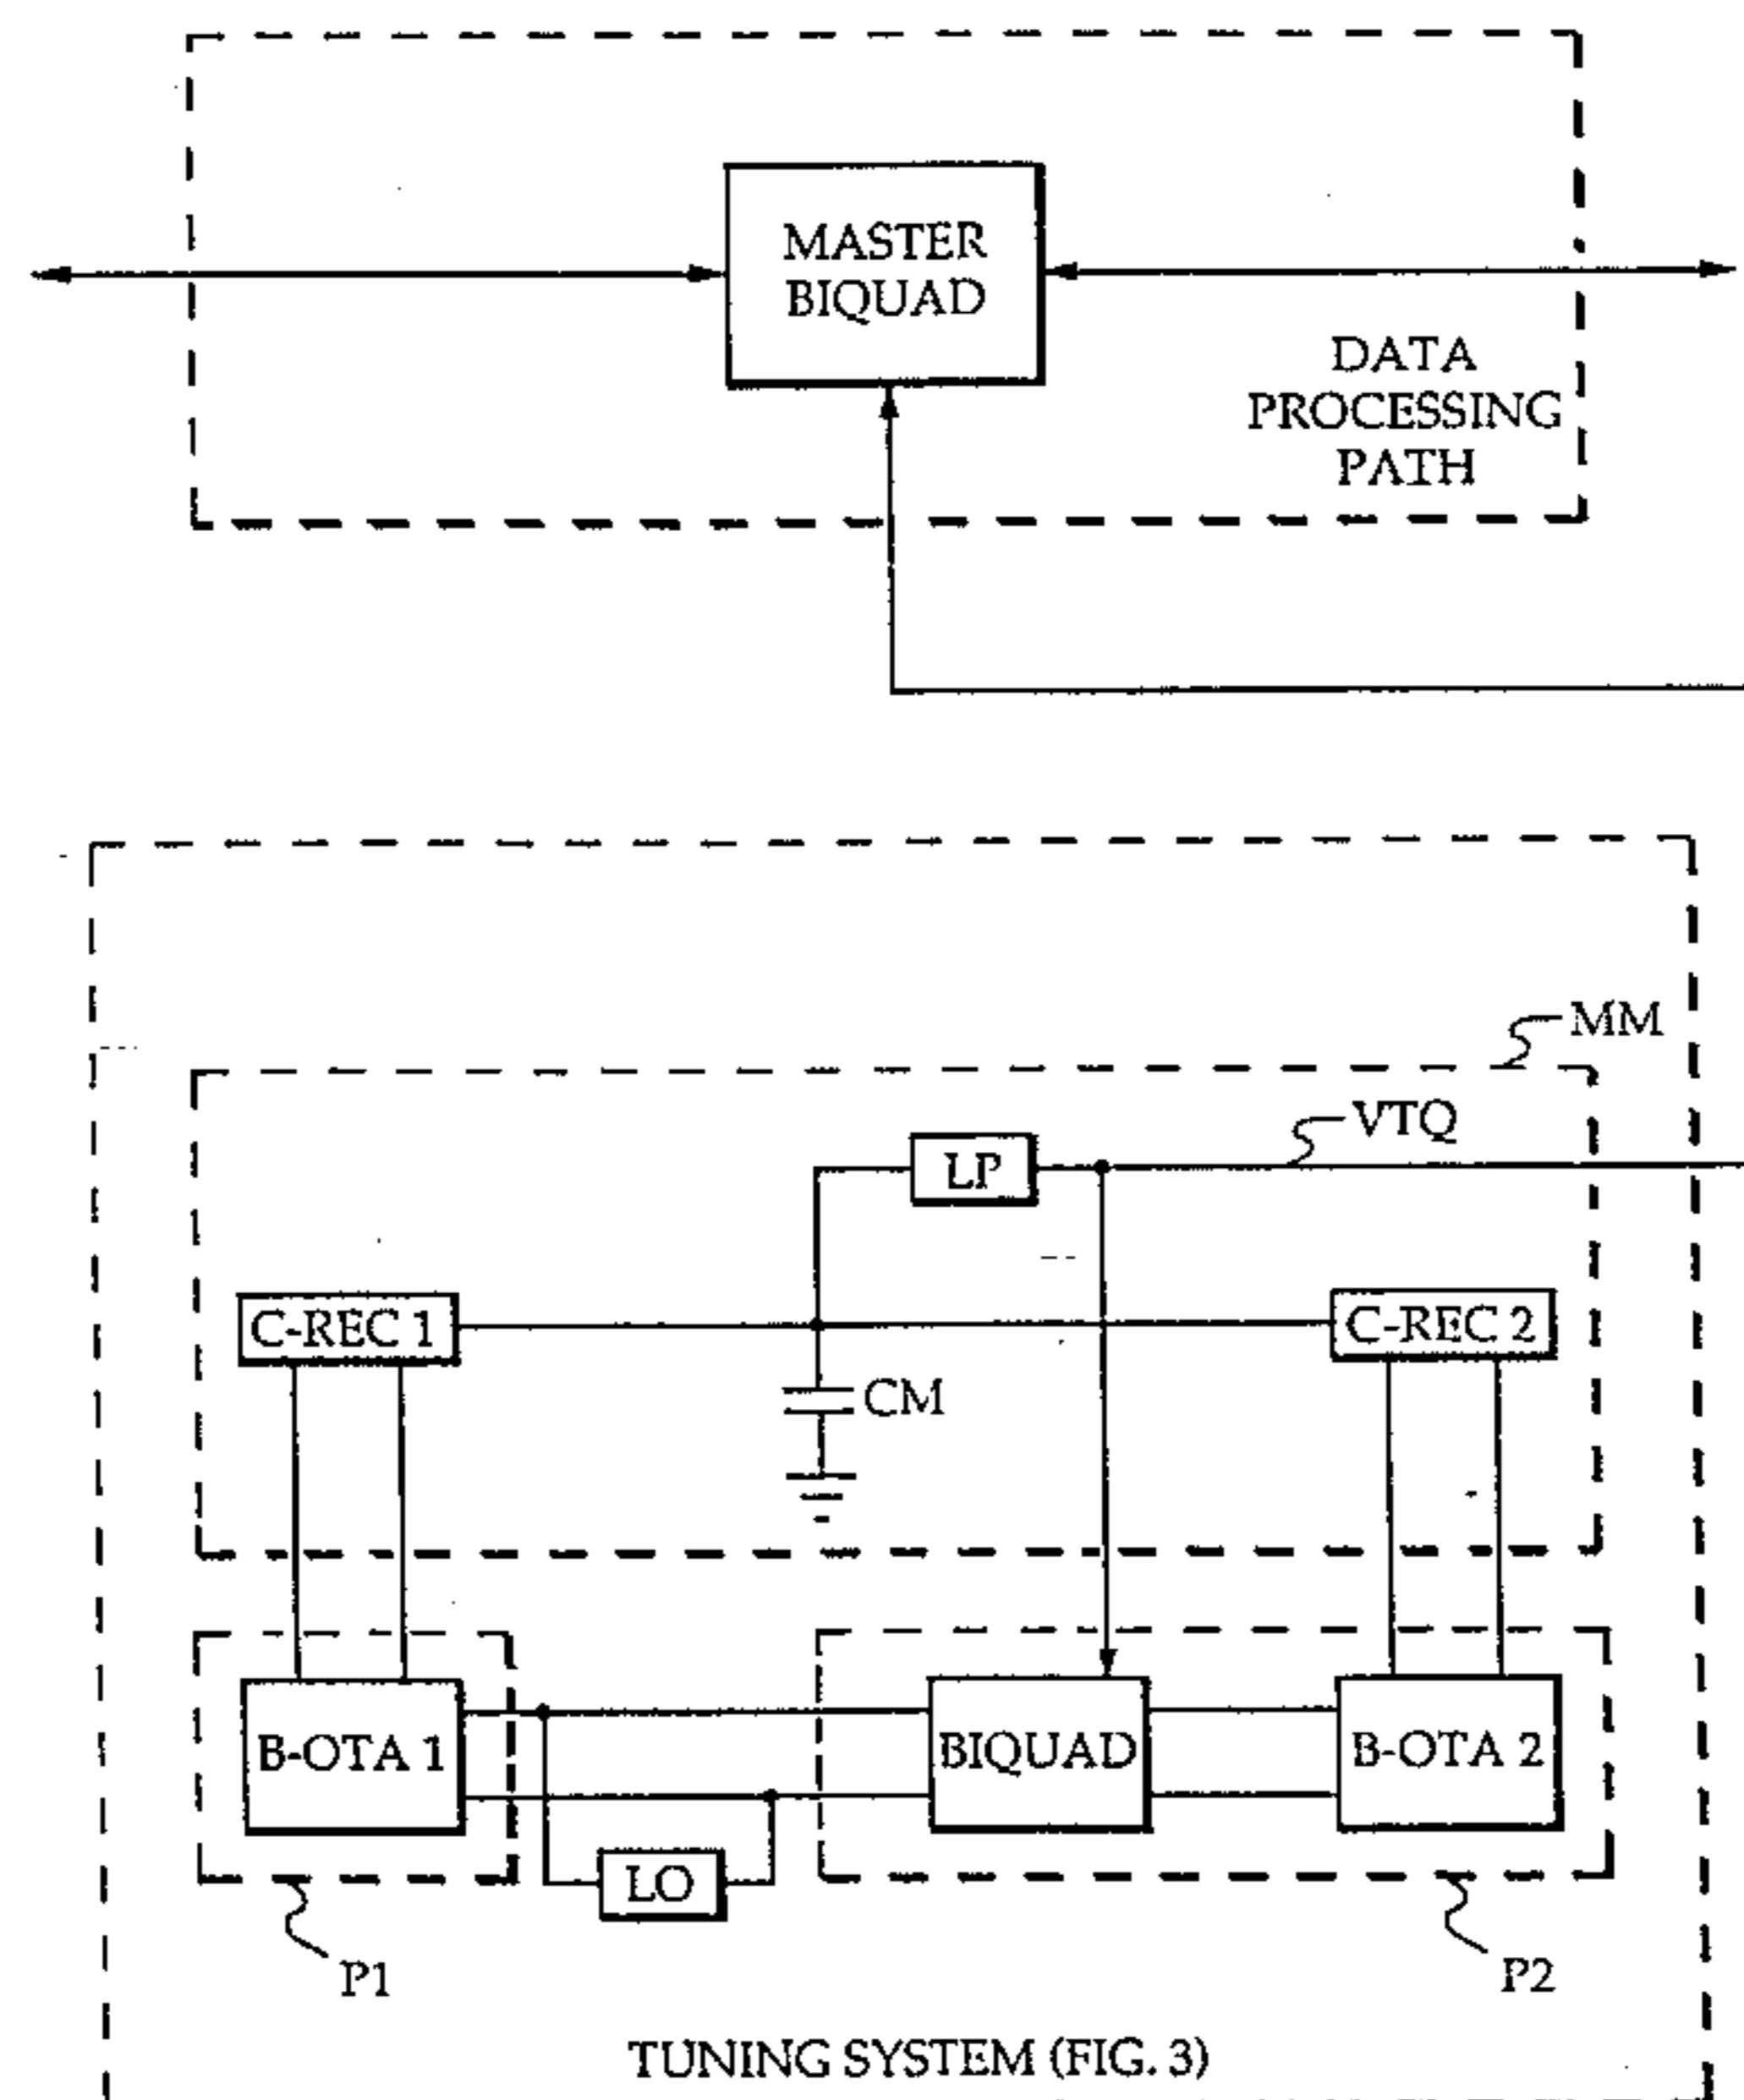 MASTER
BIQUAD
DATA
PROCESSING
PATH
MM
VTQ
LP
C-REC 1
C-REC 2
CM
B-OTA 1
BIQUAD
B-OTA 2
LO
P1
P2
TUNING SYSTEM (FIG. 3)